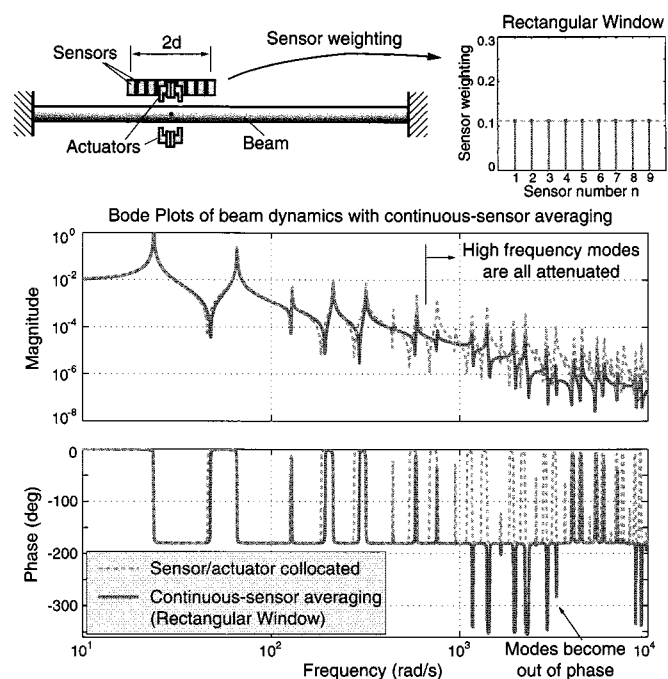 2d
Sensors
Sensor weighting
Actuators
Beam
Rectangular Window
Sensor weighting
0.3
0.2
0.1
0
1 2 3 4 5 6 7 8 9
Sensor number n
Bode Plots of beam dynamics with continuous-sensor averaging
High frequency modes
are all attenuated
Magnitude
10^0
10^-2
10^-4
10^-6
10^-8
Phase (deg)
0
-100
-200
-300
Sensor/actuator collocated
Continuous-sensor averaging
(Rectangular Window)
Modes become
out of phase
10^1 10^2 10^3 10^4
Frequency (rad/s)